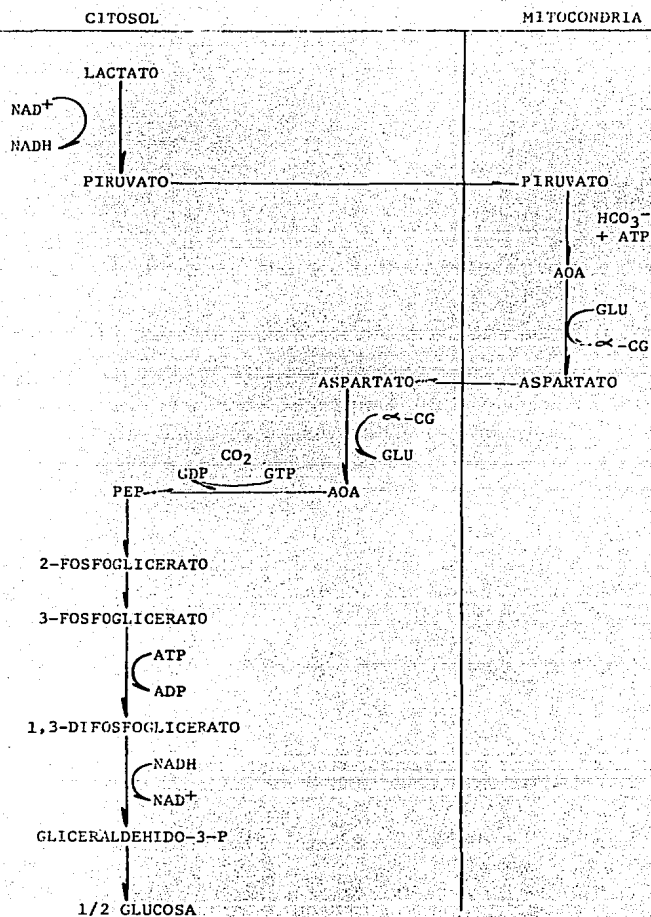 CITOSOL
MITOCONDRIA
LACTATO
NAD+
NADH
PIRUVATO
PIRUVATO
HCO3-
+ ATP
AOA
GLU
α-CG
ASPARTATO
ASPARTATO
α-CG
GLU
CO2
GDP
GTP
PEP
AOA
2-FOSFOGLICERATO
3-FOSFOGLICERATO
ATP
ADP
1,3-DIFOSFOGLICERATO
NADH
NAD+
GLICERALDEHIDO-3-P
1/2 GLUCOSA